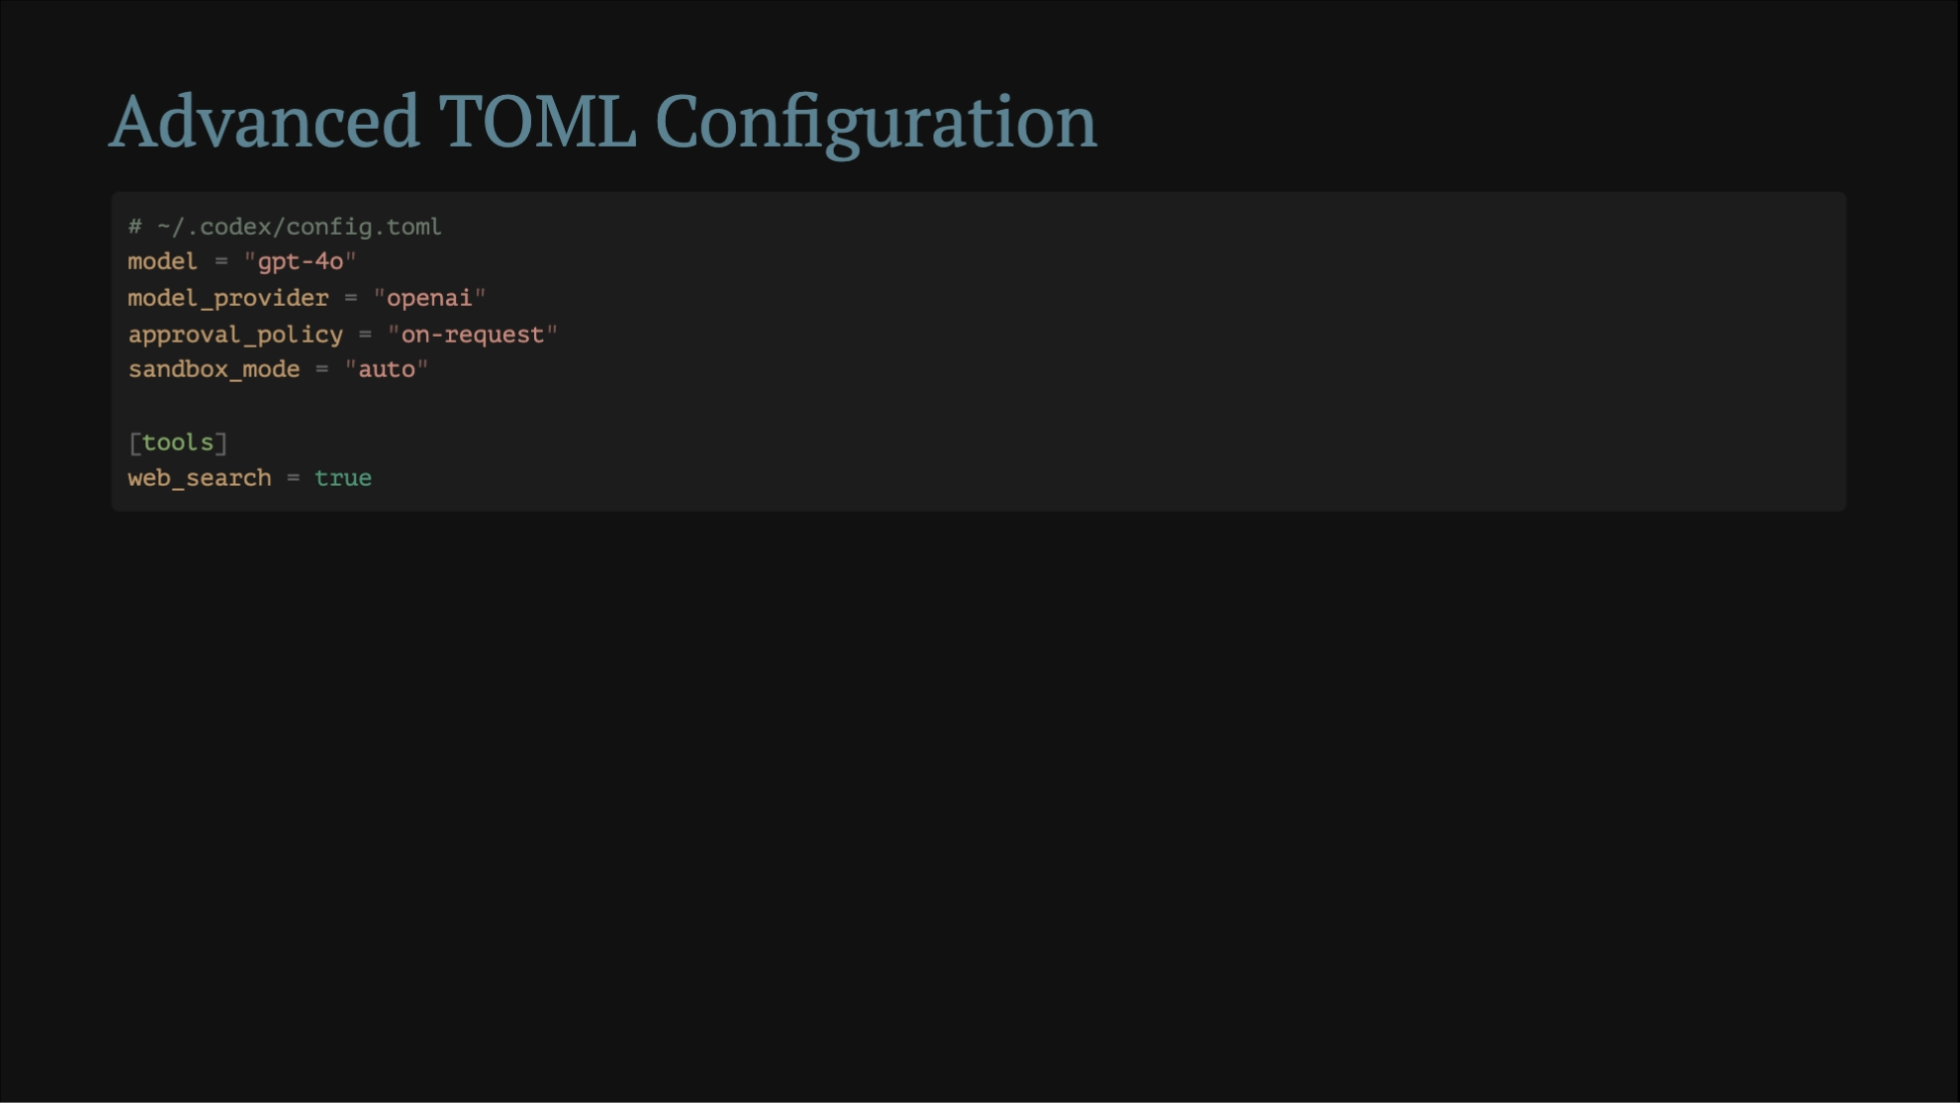 Advanced TOML Configuration
# ~/.codex/config.toml
model = "gpt-4o"
model_provider = "openai"
approval_policy = "on-request"
sandbox_mode = "auto"
[tools]
web_search = true